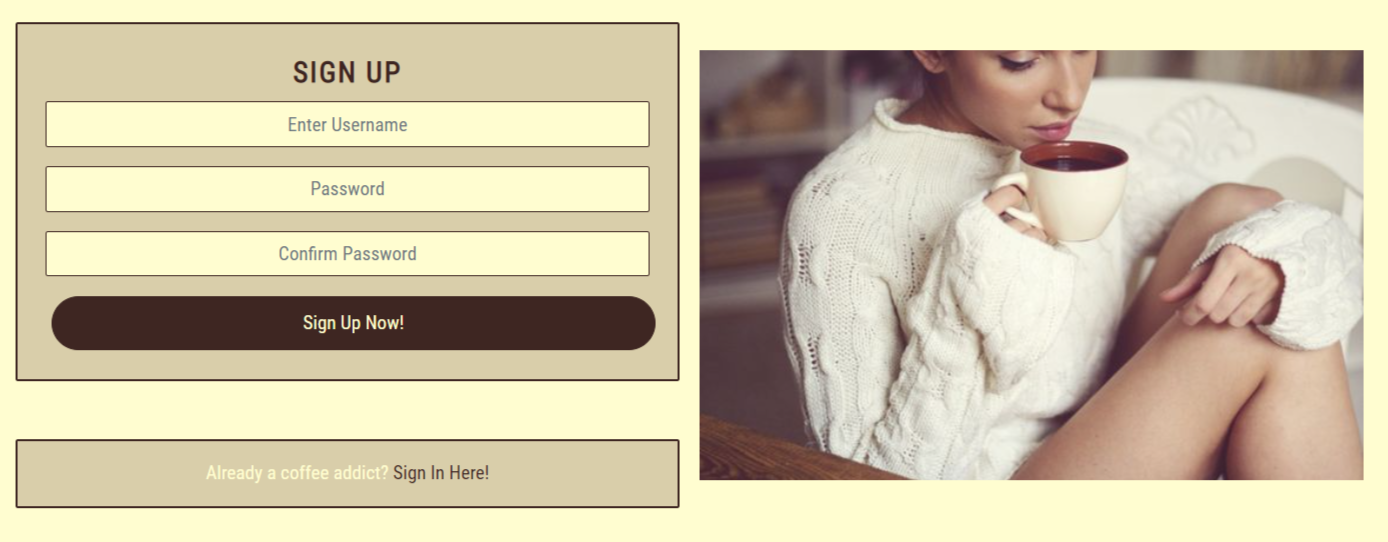 SIGN UP
Enter Username
Password
Confirm Password
Sign Up Now!
Already a coffee addict? Sign In Here!